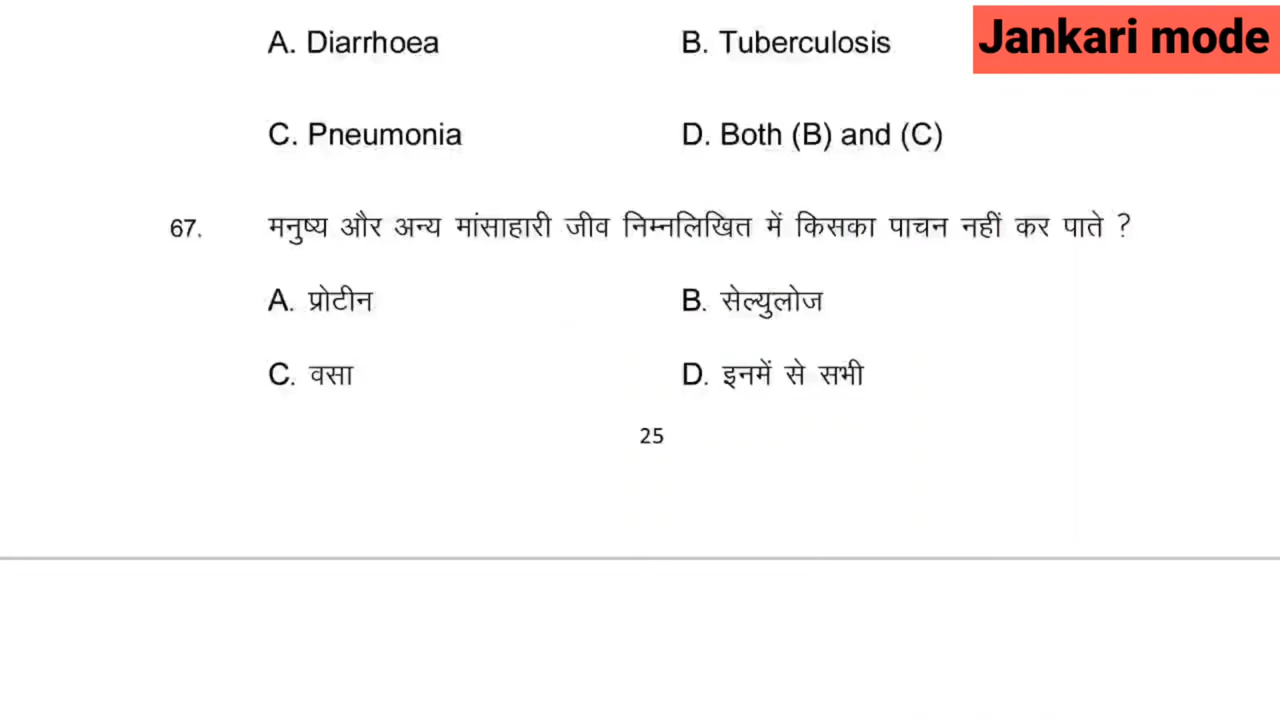 Jankari mode
A. Diarrhoea B. Tuberculosis
C. Pneumonia D. Both (B) and (C)
67. मनुष्य और अन्य मांसाहारी जीव निम्नलिखित में किसका पाचन नहीं कर पाते ?
A. प्रोटीन B. सेल्युलोज
C. वसा D. इनमें से सभी
25